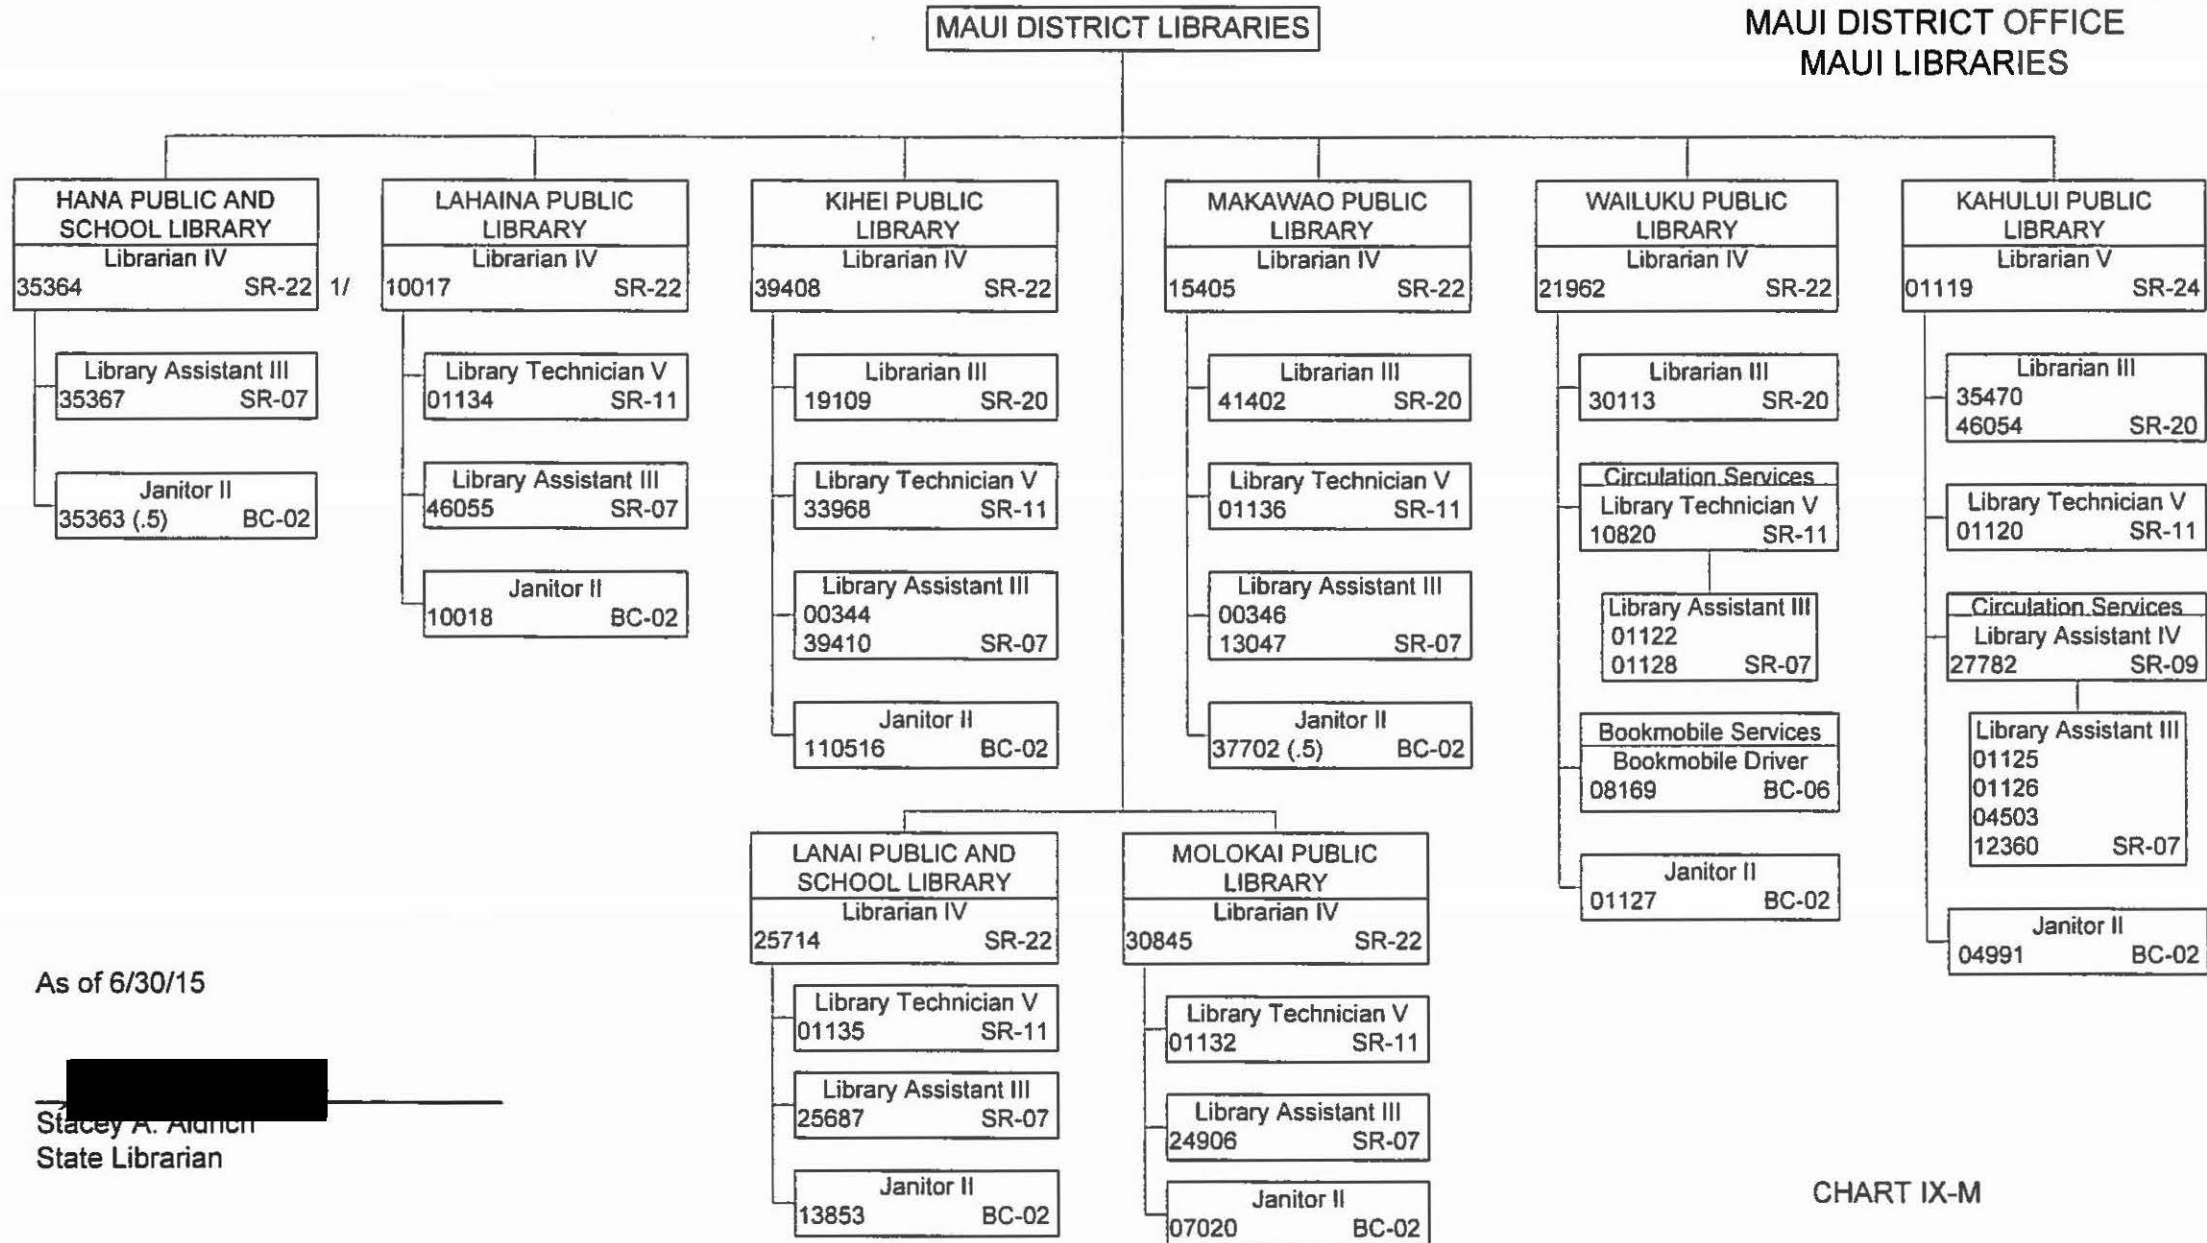 MAUI DISTRICT LIBRARIES
MAUI DISTRICT OFFICE
MAUI LIBRARIES
HANA PUBLIC AND
SCHOOL LIBRARY
Librarian IV
35364 SR-22 1/
Library Assistant III
35367 SR-07
Janitor II
35363 (.5) BC-02
LAHAINA PUBLIC
LIBRARY
Librarian IV
10017 SR-22
Library Technician V
01134 SR-11
Library Assistant III
46055 SR-07
Janitor II
10018 BC-02
KIHEI PUBLIC
LIBRARY
Librarian IV
39408 SR-22
Librarian III
19109 SR-20
Library Technician V
33968 SR-11
Library Assistant III
00344
39410 SR-07
Janitor II
110516 BC-02
MAKAWAO PUBLIC
LIBRARY
Librarian IV
15405 SR-22
Librarian III
41402 SR-20
Library Technician V
01136 SR-11
Library Assistant III
00346
13047 SR-07
Janitor II
37702 (.5) BC-02
WAILUKU PUBLIC
LIBRARY
Librarian IV
21962 SR-22
Librarian III
30113 SR-20
Circulation Services
Library Technician V
10820 SR-11
Library Assistant III
01122
01128 SR-07
Bookmobile Services
Bookmobile Driver
08169 BC-06
Janitor II
01127 BC-02
KAHULUI PUBLIC
LIBRARY
Librarian V
01119 SR-24
Librarian III
35470
46054 SR-20
Library Technician V
01120 SR-11
Circulation Services
Library Assistant IV
27782 SR-09
Library Assistant III
01125
01126
04503
12360 SR-07
Janitor II
04991 BC-02
LANAI PUBLIC AND
SCHOOL LIBRARY
Librarian IV
25714 SR-22
Library Technician V
01135 SR-11
Library Assistant III
25687 SR-07
Janitor II
13853 BC-02
MOLOKAI PUBLIC
LIBRARY
Librarian IV
30845 SR-22
Library Technician V
01132 SR-11
Library Assistant III
24906 SR-07
Janitor II
07020 BC-02
As of 6/30/15
Stacey A. Aldrich
State Librarian
CHART IX-M